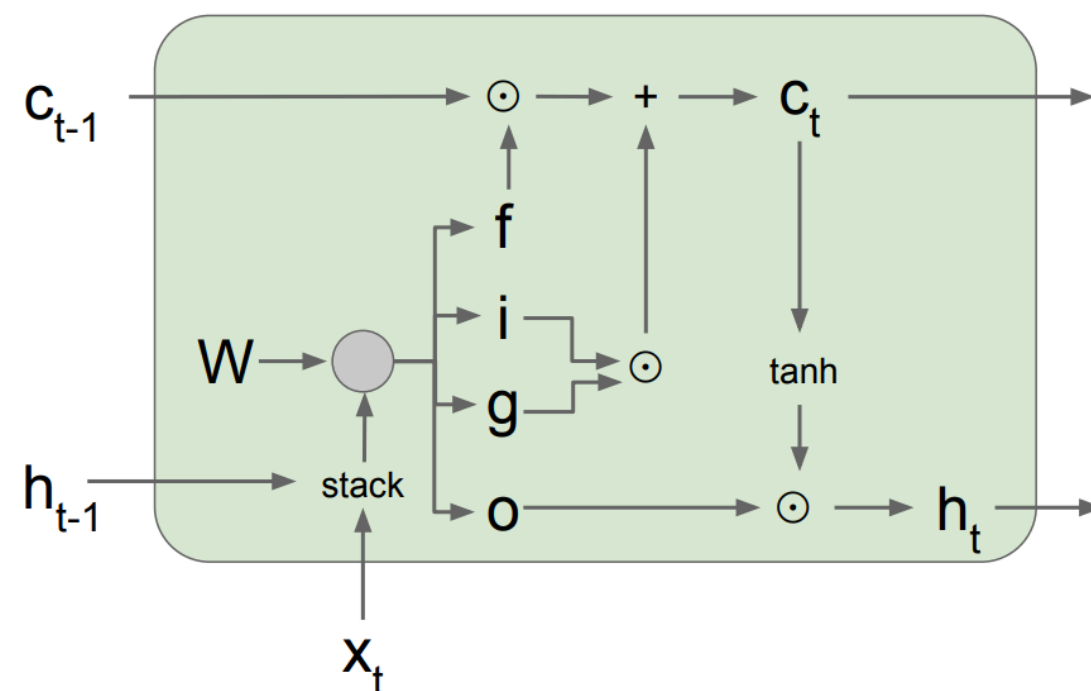 c_{t-1} ⊙ + c_t
f
i
W ⊙ tanh
g
h_{t-1} stack o ⊙ h_t
x_t